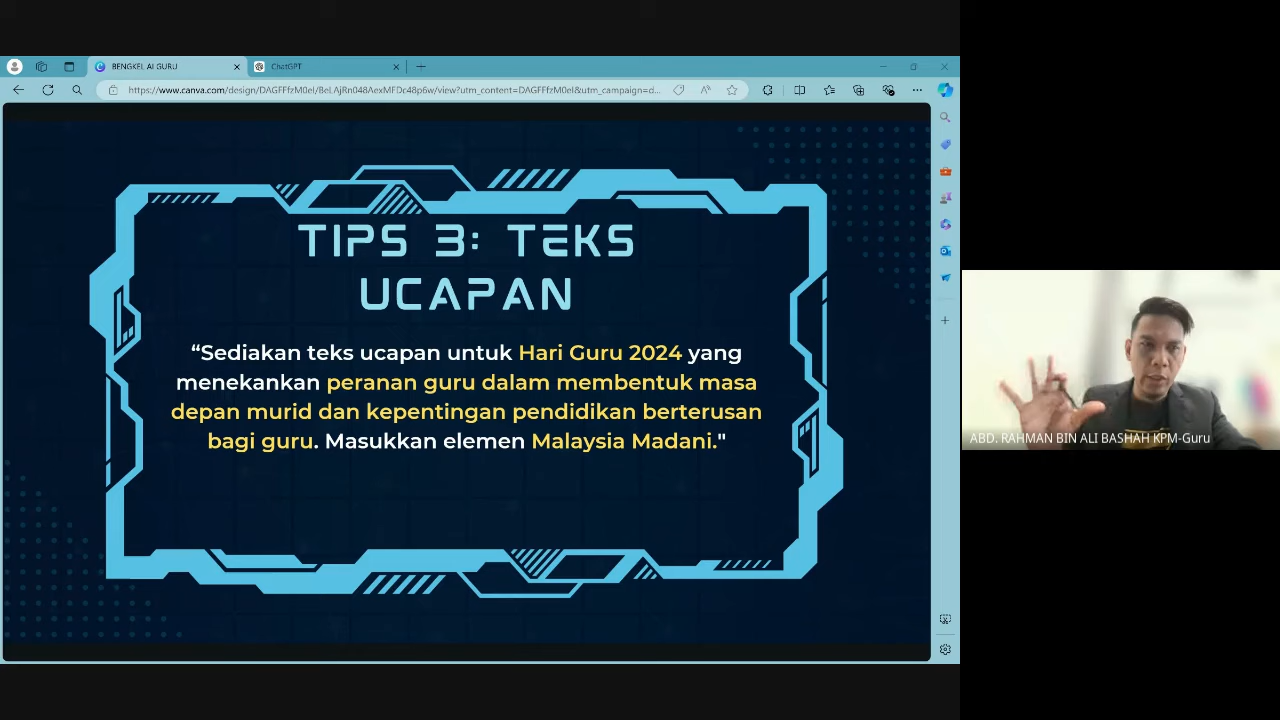 BENGKEL AI GURU
ChatGPT
https://www.canva.com/design/DAGFFfzM0eI/BeLAjRn048AexMFDc48p6w/view?utm_content=DAGFFfzM0eI&utm_campaign=d...
TIPS 3: TEKS
UCAPAN
“Sediakan teks ucapan untuk Hari Guru 2024 yang
menekankan peranan guru dalam membentuk masa
depan murid dan kepentingan pendidikan berterusan
bagi guru. Masukkan elemen Malaysia Madani."
ABD. RAHMAN BIN ALI BASHAH KPM-Guru